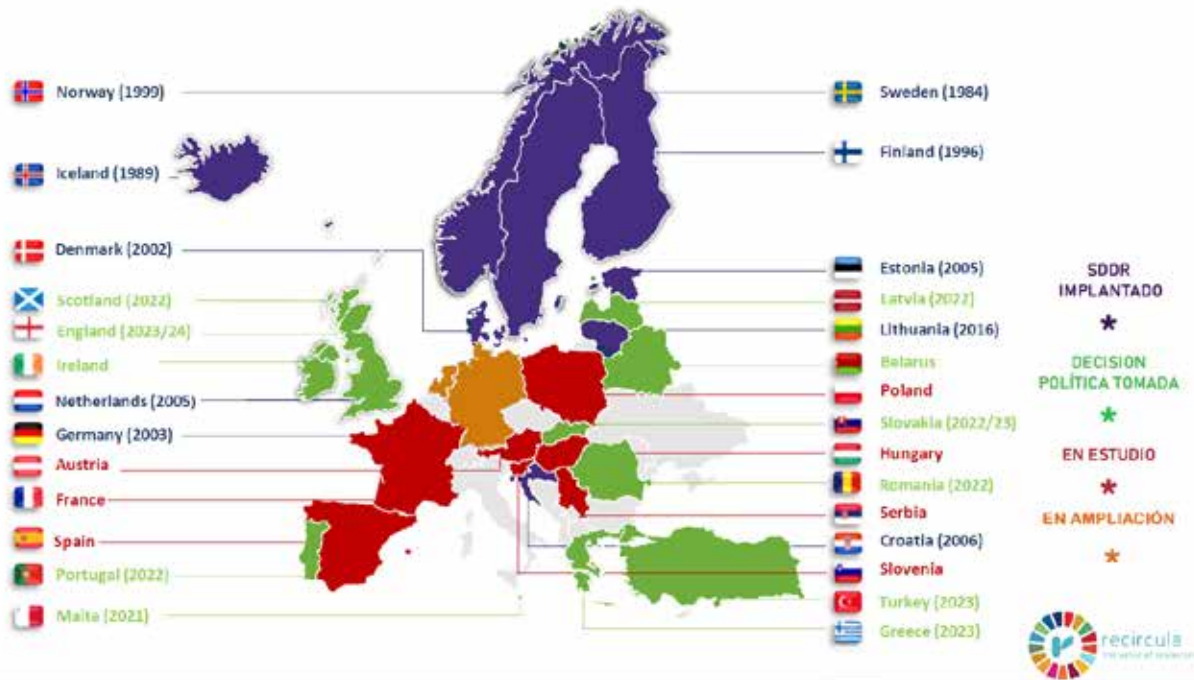 Norway (1999)
Iceland (1989)
Denmark (2002)
Scotland (2022)
England (2023/24)
Ireland
Netherlands (2005)
Germany (2003)
Austria
France
Spain
Portugal (2022)
Malta (2021)
Sweden (1984)
Finland (1996)
Estonia (2005)
Latvia (2022)
Lithuania (2016)
Belarus
Poland
Slovakia (2022/23)
Hungary
Romania (2022)
Serbia
Croatia (2006)
Slovenia
Turkey (2023)
Greece (2023)
SDDR
IMPLANTADO
DECISION
POLÍTICA TOMADA
EN ESTUDIO
EN AMPLIACIÓN
recircula